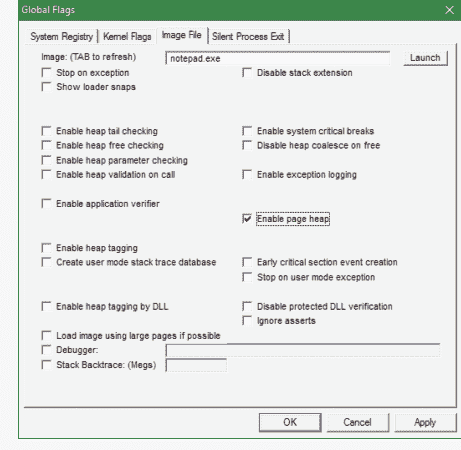 Global Flags
System Registry Kernel Flags Image File Silent Process Exit
Image: (TAB to refresh) notepad.exe Launch
Stop on exception Disable stack extension
Show loader snaps
Enable heap tail checking Enable system critical breaks
Enable heap free checking Disable heap coalesce on free
Enable heap parameter checking
Enable heap validation on call Enable exception logging
Enable application verifier
Enable page heap
Enable heap tagging
Create user mode stack trace database Early critical section event creation
Stop on user mode exception
Enable heap tagging by DLL Disable protected DLL verification
Ignore asserts
Load image using large pages if possible
Debugger:
Stack Backtrace: (Megs)
OK Cancel Apply